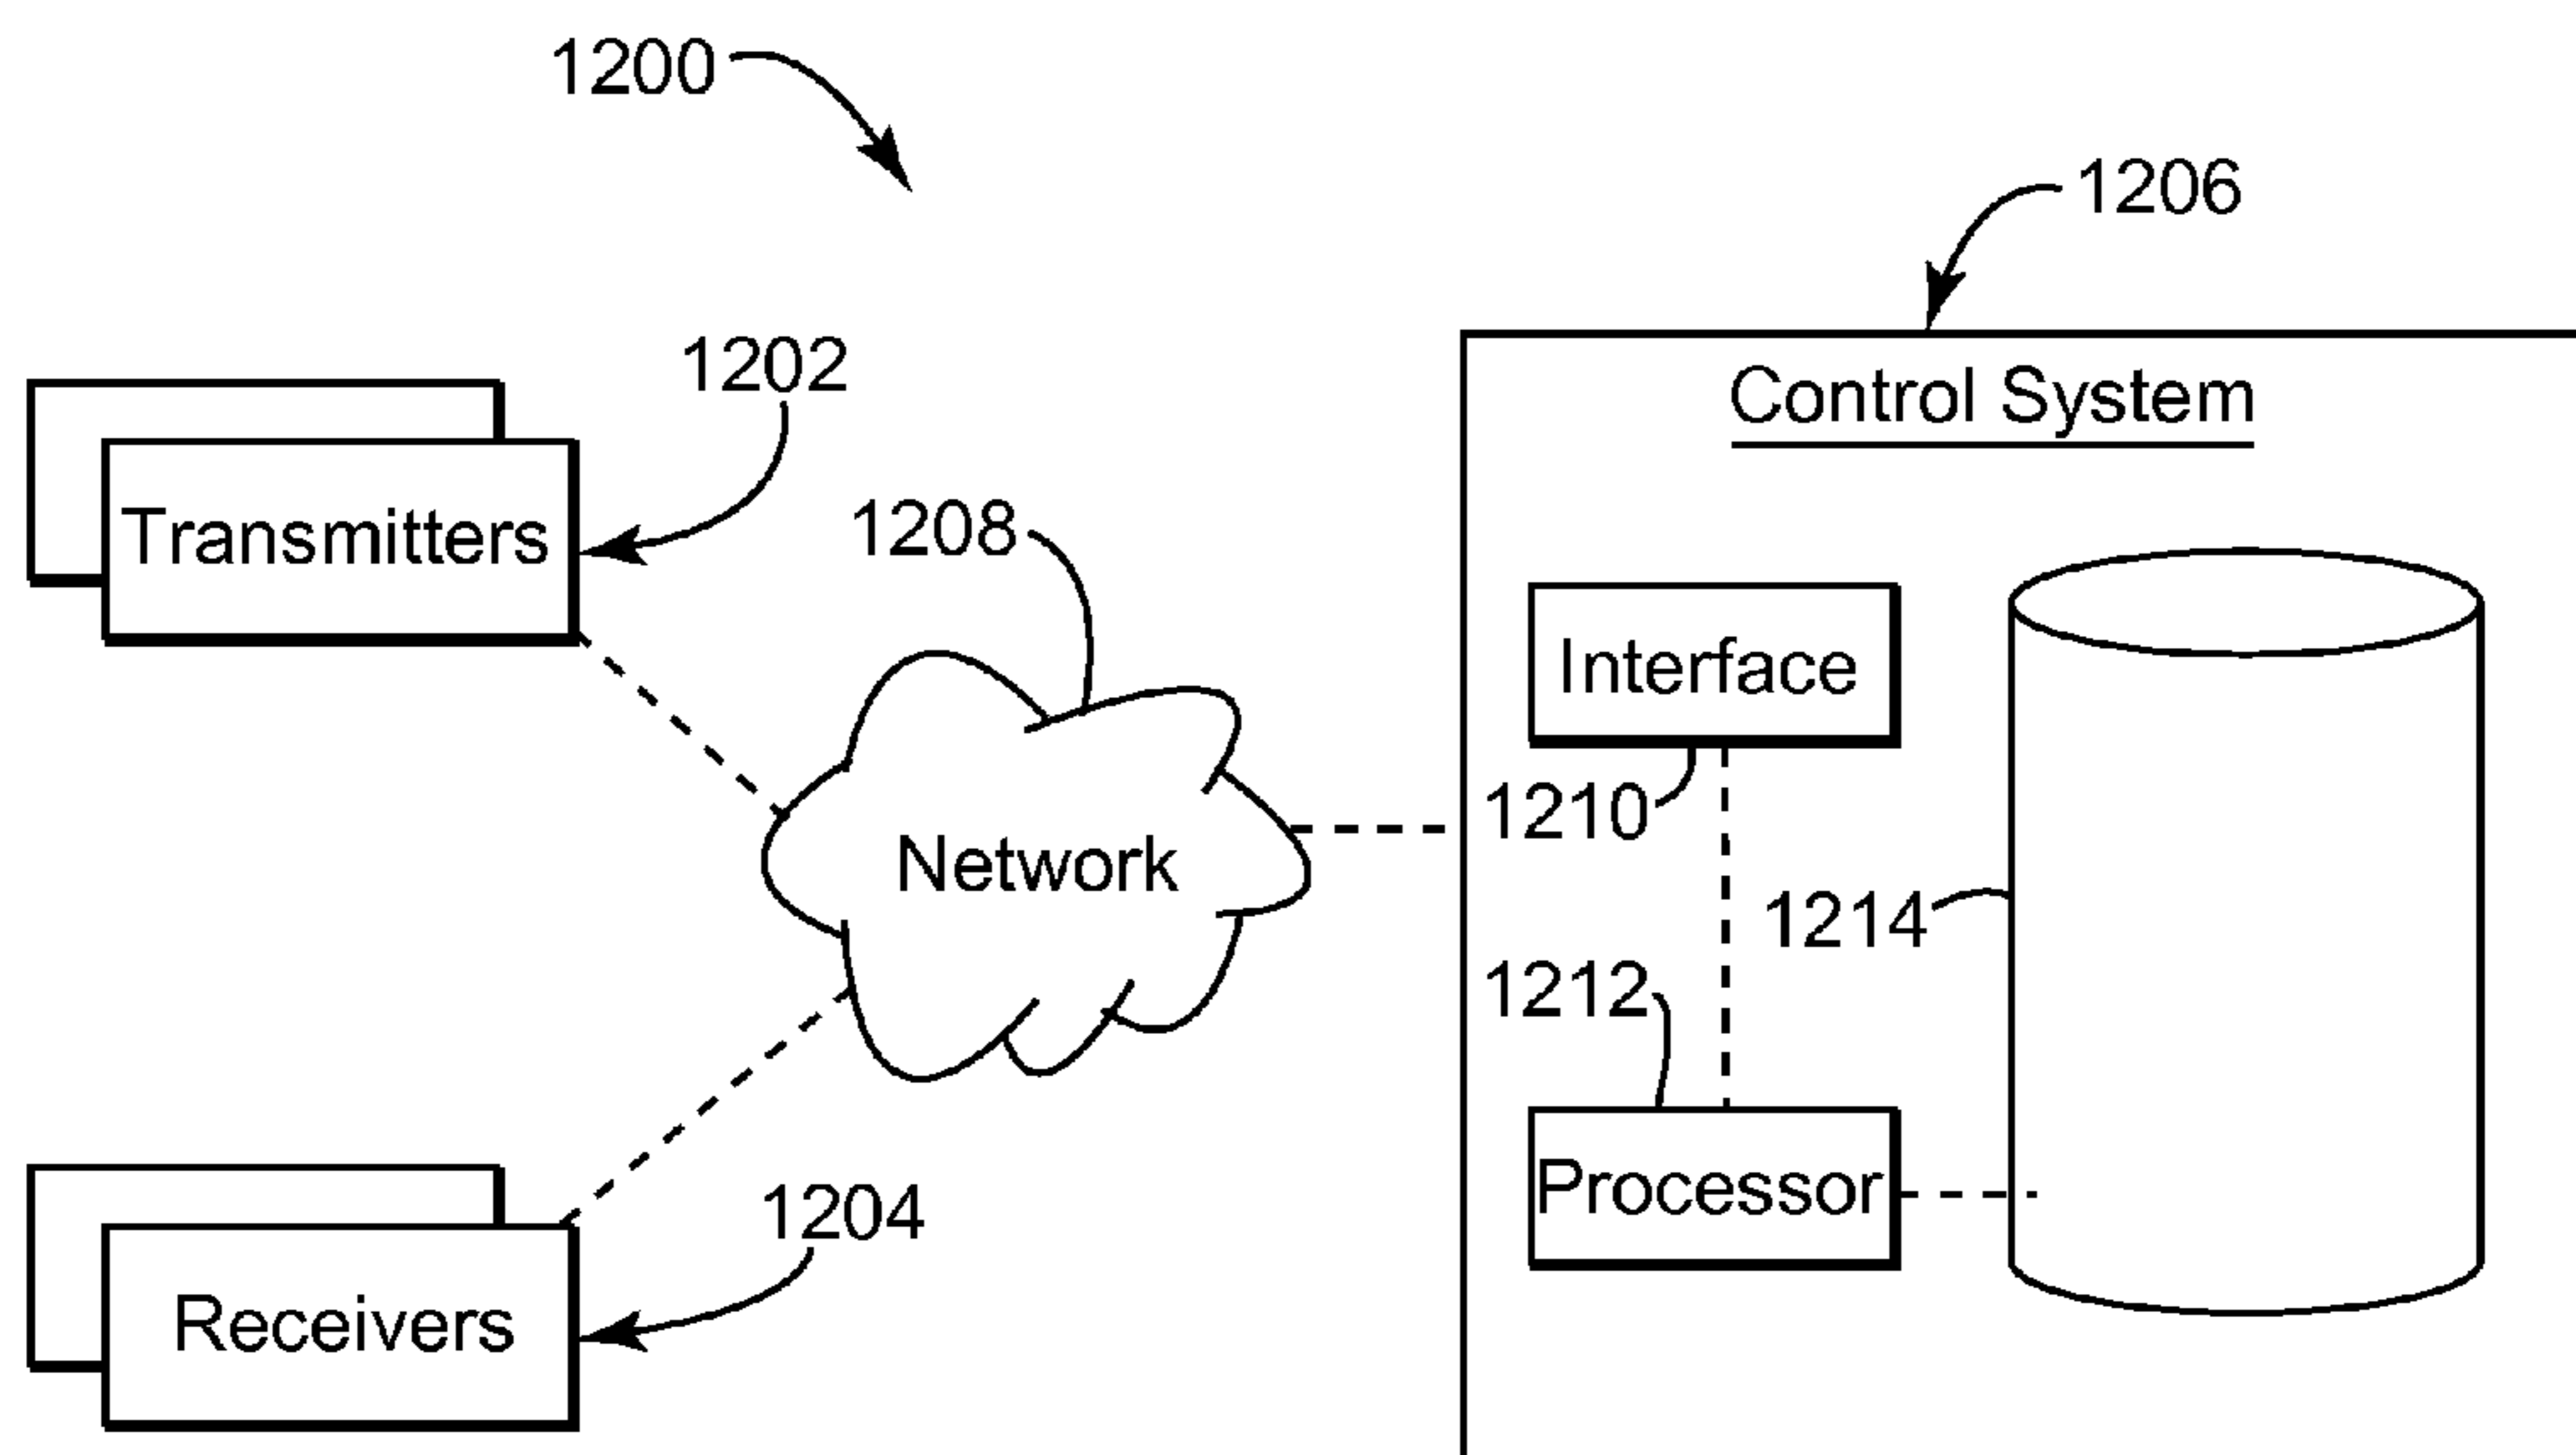 1200
1206
1202
Control System
Transmitters
1208
Interface
1210
Network
1214
1212
Processor
1204
Receivers